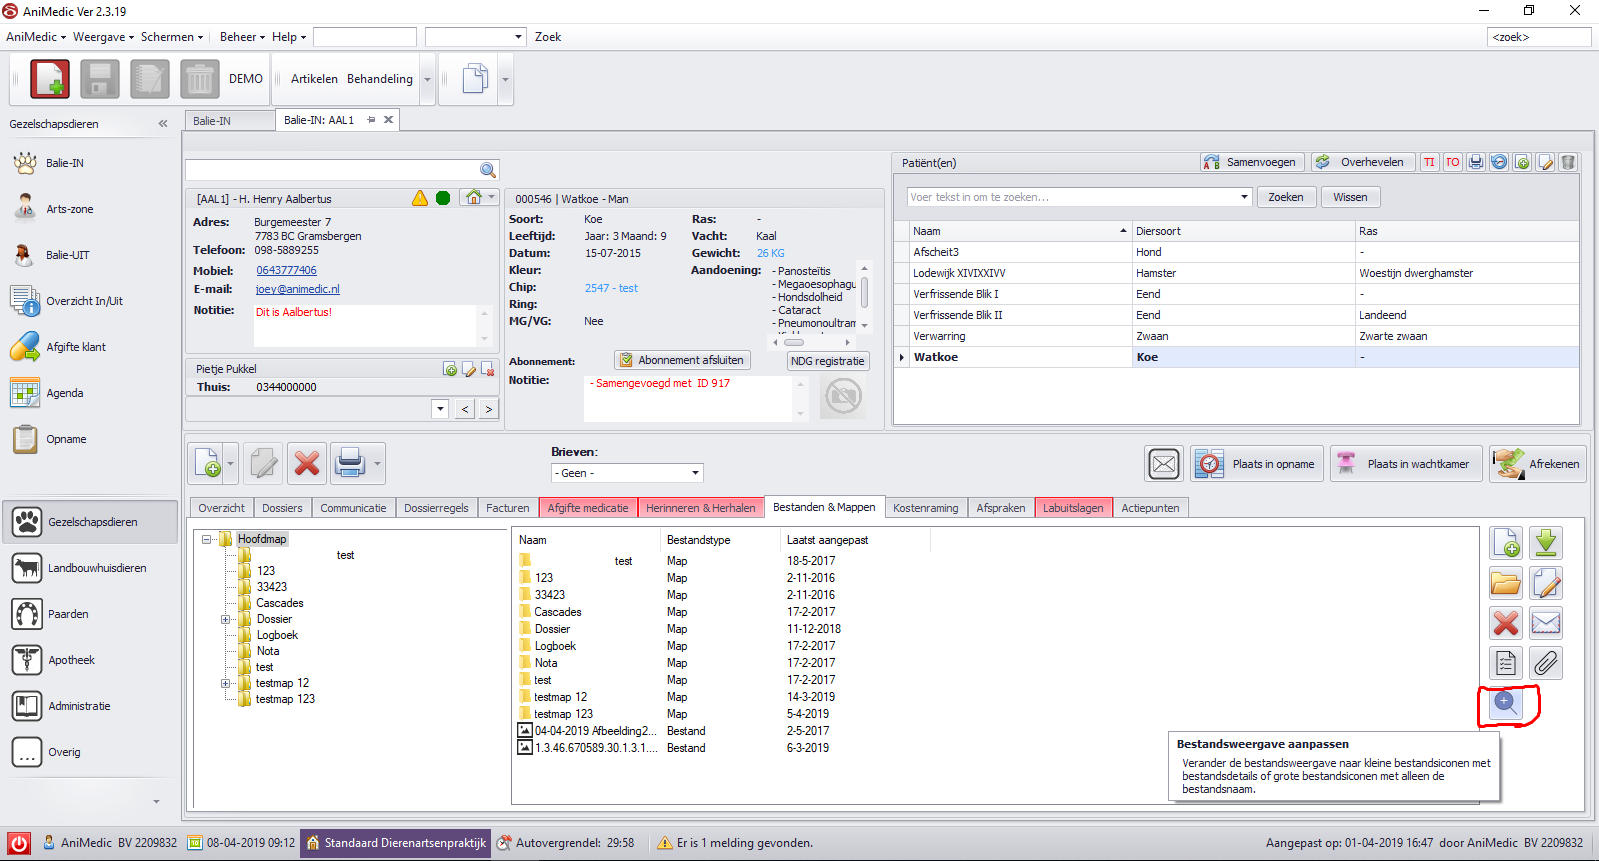 AniMedic Ver 2.3.19
AniMedic Weergave Schermen Beheer Help Zoek <zoek>
DEMO Artikelen Behandeling
Gezelschapsdieren «
Balie-IN Balie-IN: AAL1
Balie-IN
Arts-zone
Balie-UIT
Overzicht In/Uit
Afgifte klant
Agenda
Opname
Gezelschapsdieren
Landbouwhuisdieren
Paarden
Apotheek
Administratie
Overig
[AAL1] - H. Henry Aalbertus
Adres: Burgemeester 7
7783 BC Gramsbergen
Telefoon: 098-5889255
Mobiel: 0643777406
E-mail: joey@animedic.nl
Notitie: Dit is Aalbertus!
Pietje Pukkel
Thuis: 0344000000
< >
000546 | Watkoe - Man
Soort: Koe Ras: -
Leeftijd: Jaar: 3 Maand: 9 Vacht: Kaal
Datum: 15-07-2015 Gewicht: 26 KG
Kleur: Aandoening: - Panosteïtis
Chip: 2547 - test - Megaoesophagu
Ring: - Hondsdolheid
- Cataract
MG/VG: Nee - Pneumonoultram
Abonnement: Abonnement afsluiten NDG registratie
Notitie: - Samengevoegd met ID 917
Patiënt(en) Samenvoegen Overhevelen TI TO
Voer tekst in om te zoeken... Zoeken Wissen
Naam Diersoort Ras
Afscheit3 Hond -
Lodewijk XIVIXXIVV Hamster Woestijn dwerghamster
Verfrissende Blik I Eend -
Verfrissende Blik II Eend Landeend
Verwarring Zwaan Zwarte zwaan
Watkoe Koe -
Brieven:
- Geen -
Plaats in opname Plaats in wachtkamer Afrekenen
Overzicht Dossiers Communicatie Dossierregels Facturen Afgifte medicatie Herinneren & Herhalen Bestanden & Mappen Kostenraming Afspraken Labuitslagen Actiepunten
Hoofdmap
test
123
33423
Cascades
Dossier
Logboek
Nota
test
testmap 12
testmap 123
Naam Bestandstype Laatst aangepast
test Map 18-5-2017
123 Map 2-11-2016
33423 Map 2-11-2016
Cascades Map 17-2-2017
Dossier Map 11-12-2018
Logboek Map 17-2-2017
Nota Map 17-2-2017
test Map 17-2-2017
testmap 12 Map 14-3-2019
testmap 123 Map 5-4-2019
04-04-2019 Afbeelding2... Bestand 2-5-2017
1.3.46.670589.30.1.3.1.... Bestand 6-3-2019
Bestandsweergave aanpassen
Verander de bestandsweergave naar kleine bestandsiconen met
bestandsdetails of grote bestandsiconen met alleen de
bestandsnaam.
AniMedic BV 2209832 08-04-2019 09:12 Standaard Dierenartsenpraktijk Autovergrendel: 29:58 Er is 1 melding gevonden. Aangepast op: 01-04-2019 16:47 door AniMedic BV 2209832